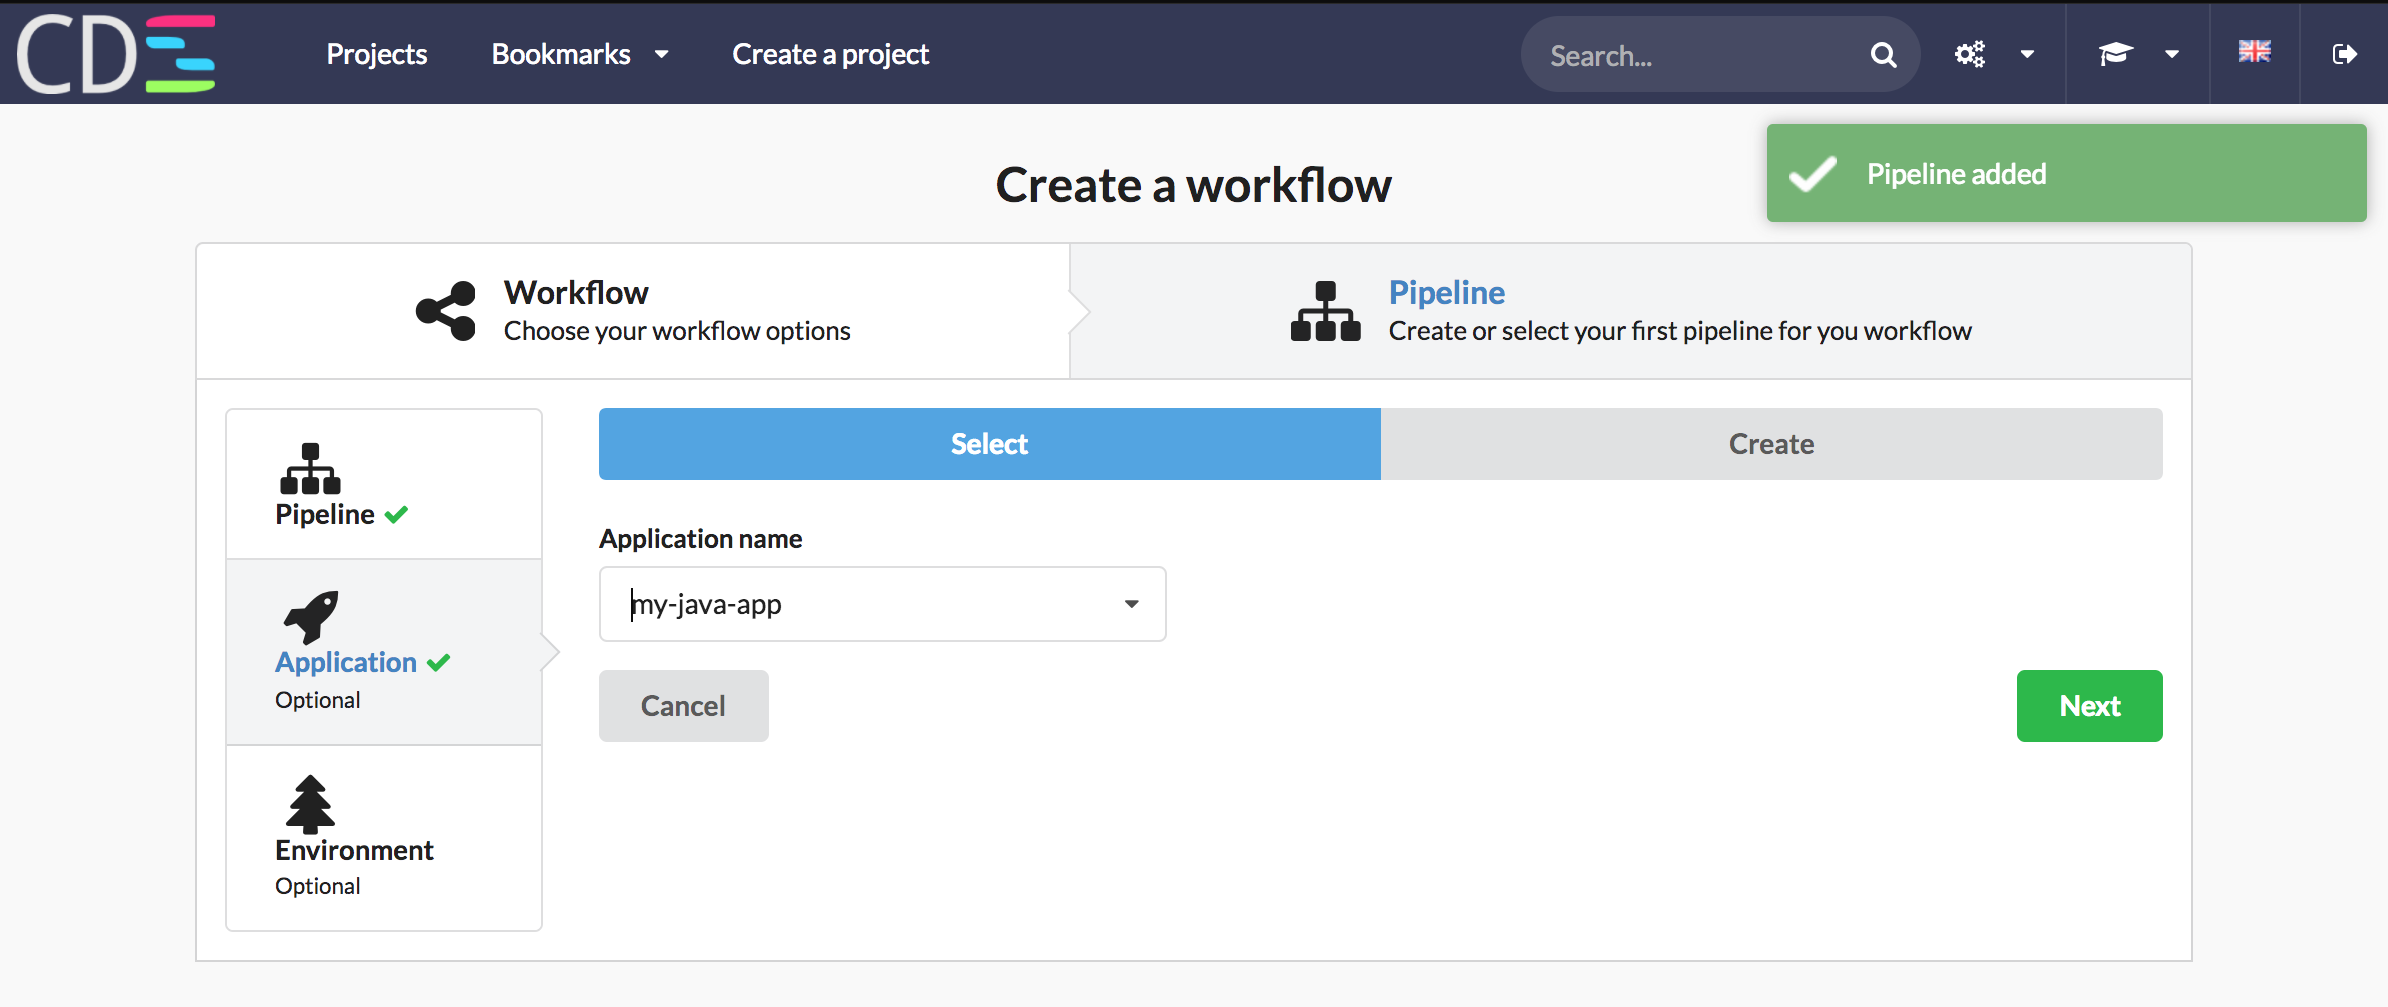 CDS
Projects
Bookmarks
Create a project
Search...
Pipeline added
Create a workflow
Workflow
Choose your workflow options
Pipeline
Create or select your first pipeline for you workflow
Pipeline
Application
Optional
Environment
Optional
Select
Create
Application name
my-java-app
Cancel
Next